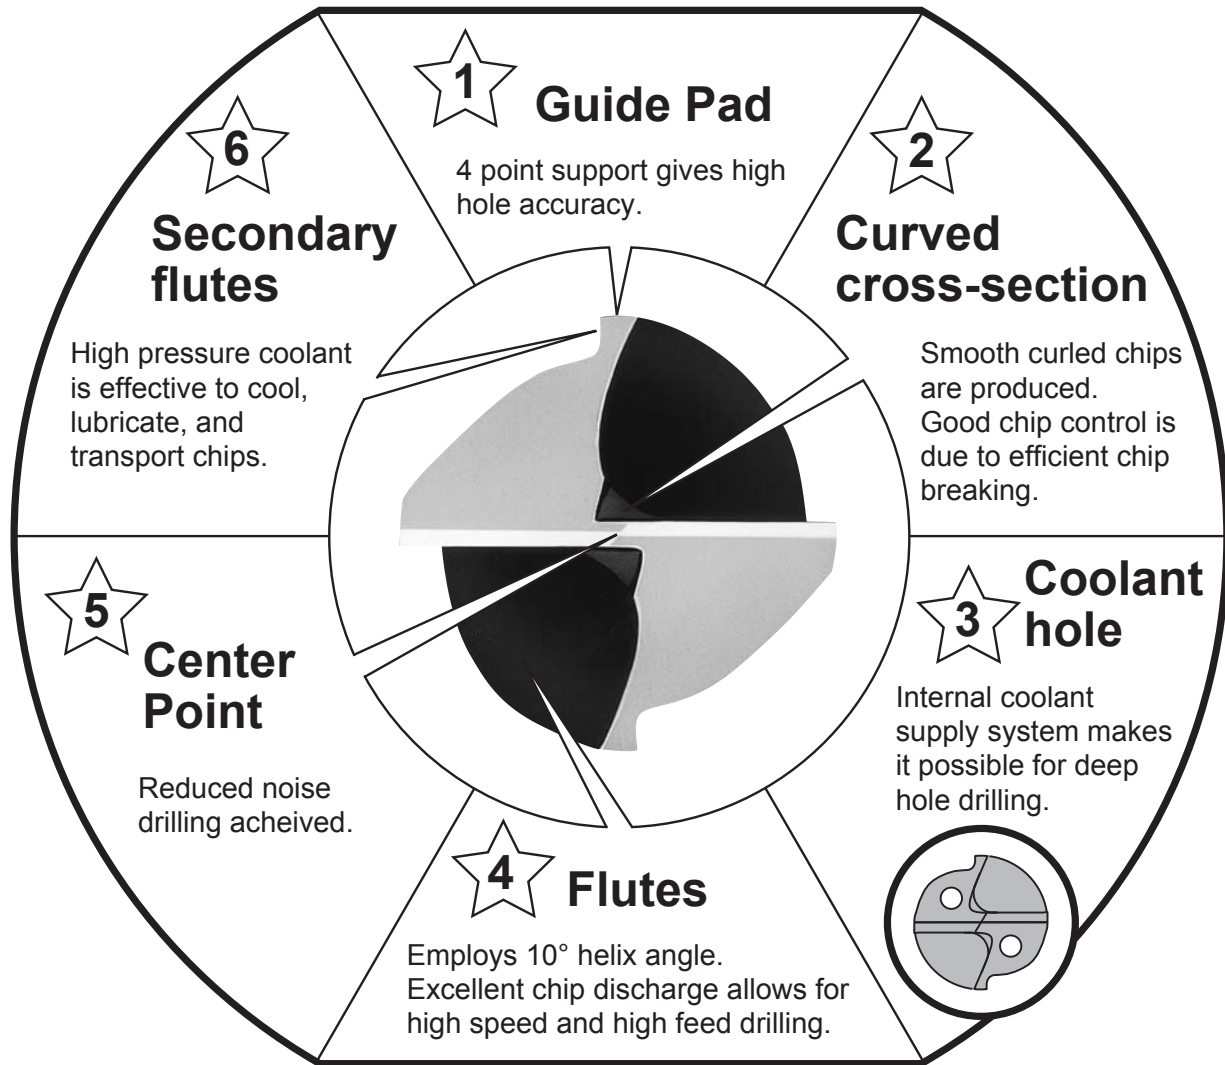 1
Guide Pad
4 point support gives high
hole accuracy.
2
Curved
cross-section
Smooth curled chips
are produced.
Good chip control is
due to efficient chip
breaking.
3
Coolant
hole
Internal coolant
supply system makes
it possible for deep
hole drilling.
4
Flutes
Employs 10° helix angle.
Excellent chip discharge allows for
high speed and high feed drilling.
5
Center
Point
Reduced noise
drilling acheived.
6
Secondary
flutes
High pressure coolant
is effective to cool,
lubricate, and
transport chips.